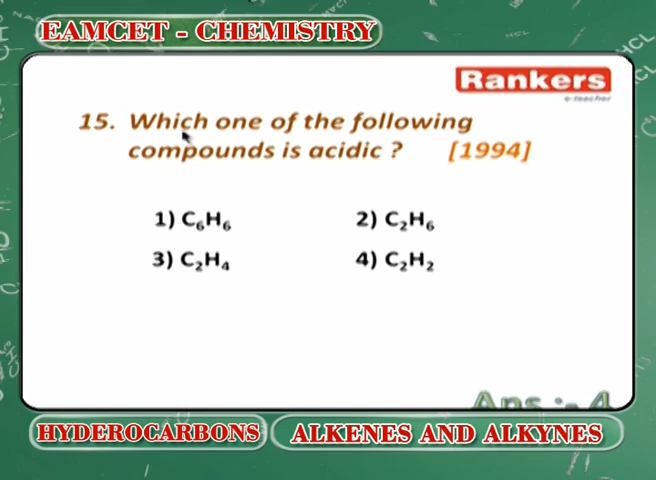 EAMCET - CHEMISTRY
Rankers
e-teacher
15. Which one of the following
compounds is acidic ? [1994]
1) C₆H₆ 2) C₂H₆
3) C₂H₄ 4) C₂H₂
Ans :- 4
HYDEROCARBONS ALKENES AND ALKYNES